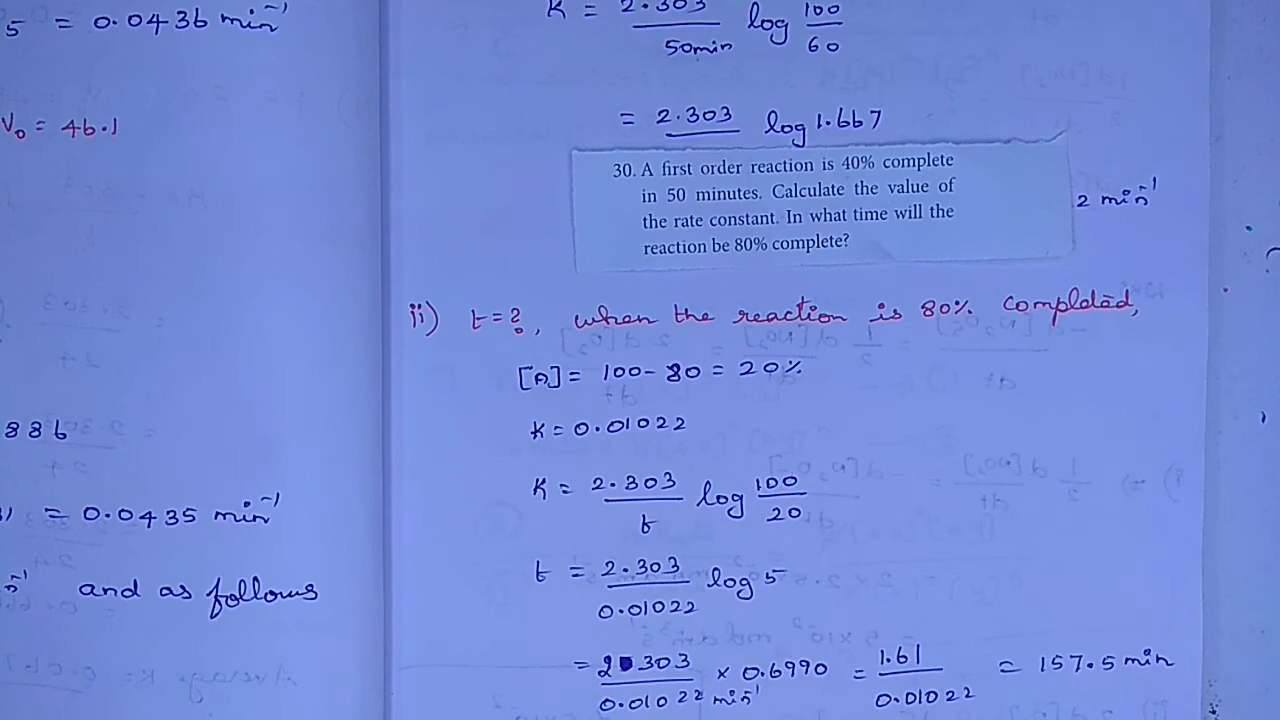 5 = 0.0436 min⁻¹
V₀ = 46.1
886
= 0.0435 min⁻¹
and as follows
K = 2.303/50min log 100/60
= 2.303 log 1.667
30. A first order reaction is 40% complete
in 50 minutes. Calculate the value of
the rate constant. In what time will the
reaction be 80% complete?
2 min⁻¹
ii) t=?, when the reaction is 80% completed,
[A] = 100-80 = 20%
K = 0.01022
K = 2.303/t log 100/20
t = 2.303/0.01022 log 5
= 2.303/0.01022 min⁻¹ × 0.6990 = 1.61/0.01022 = 157.5 min